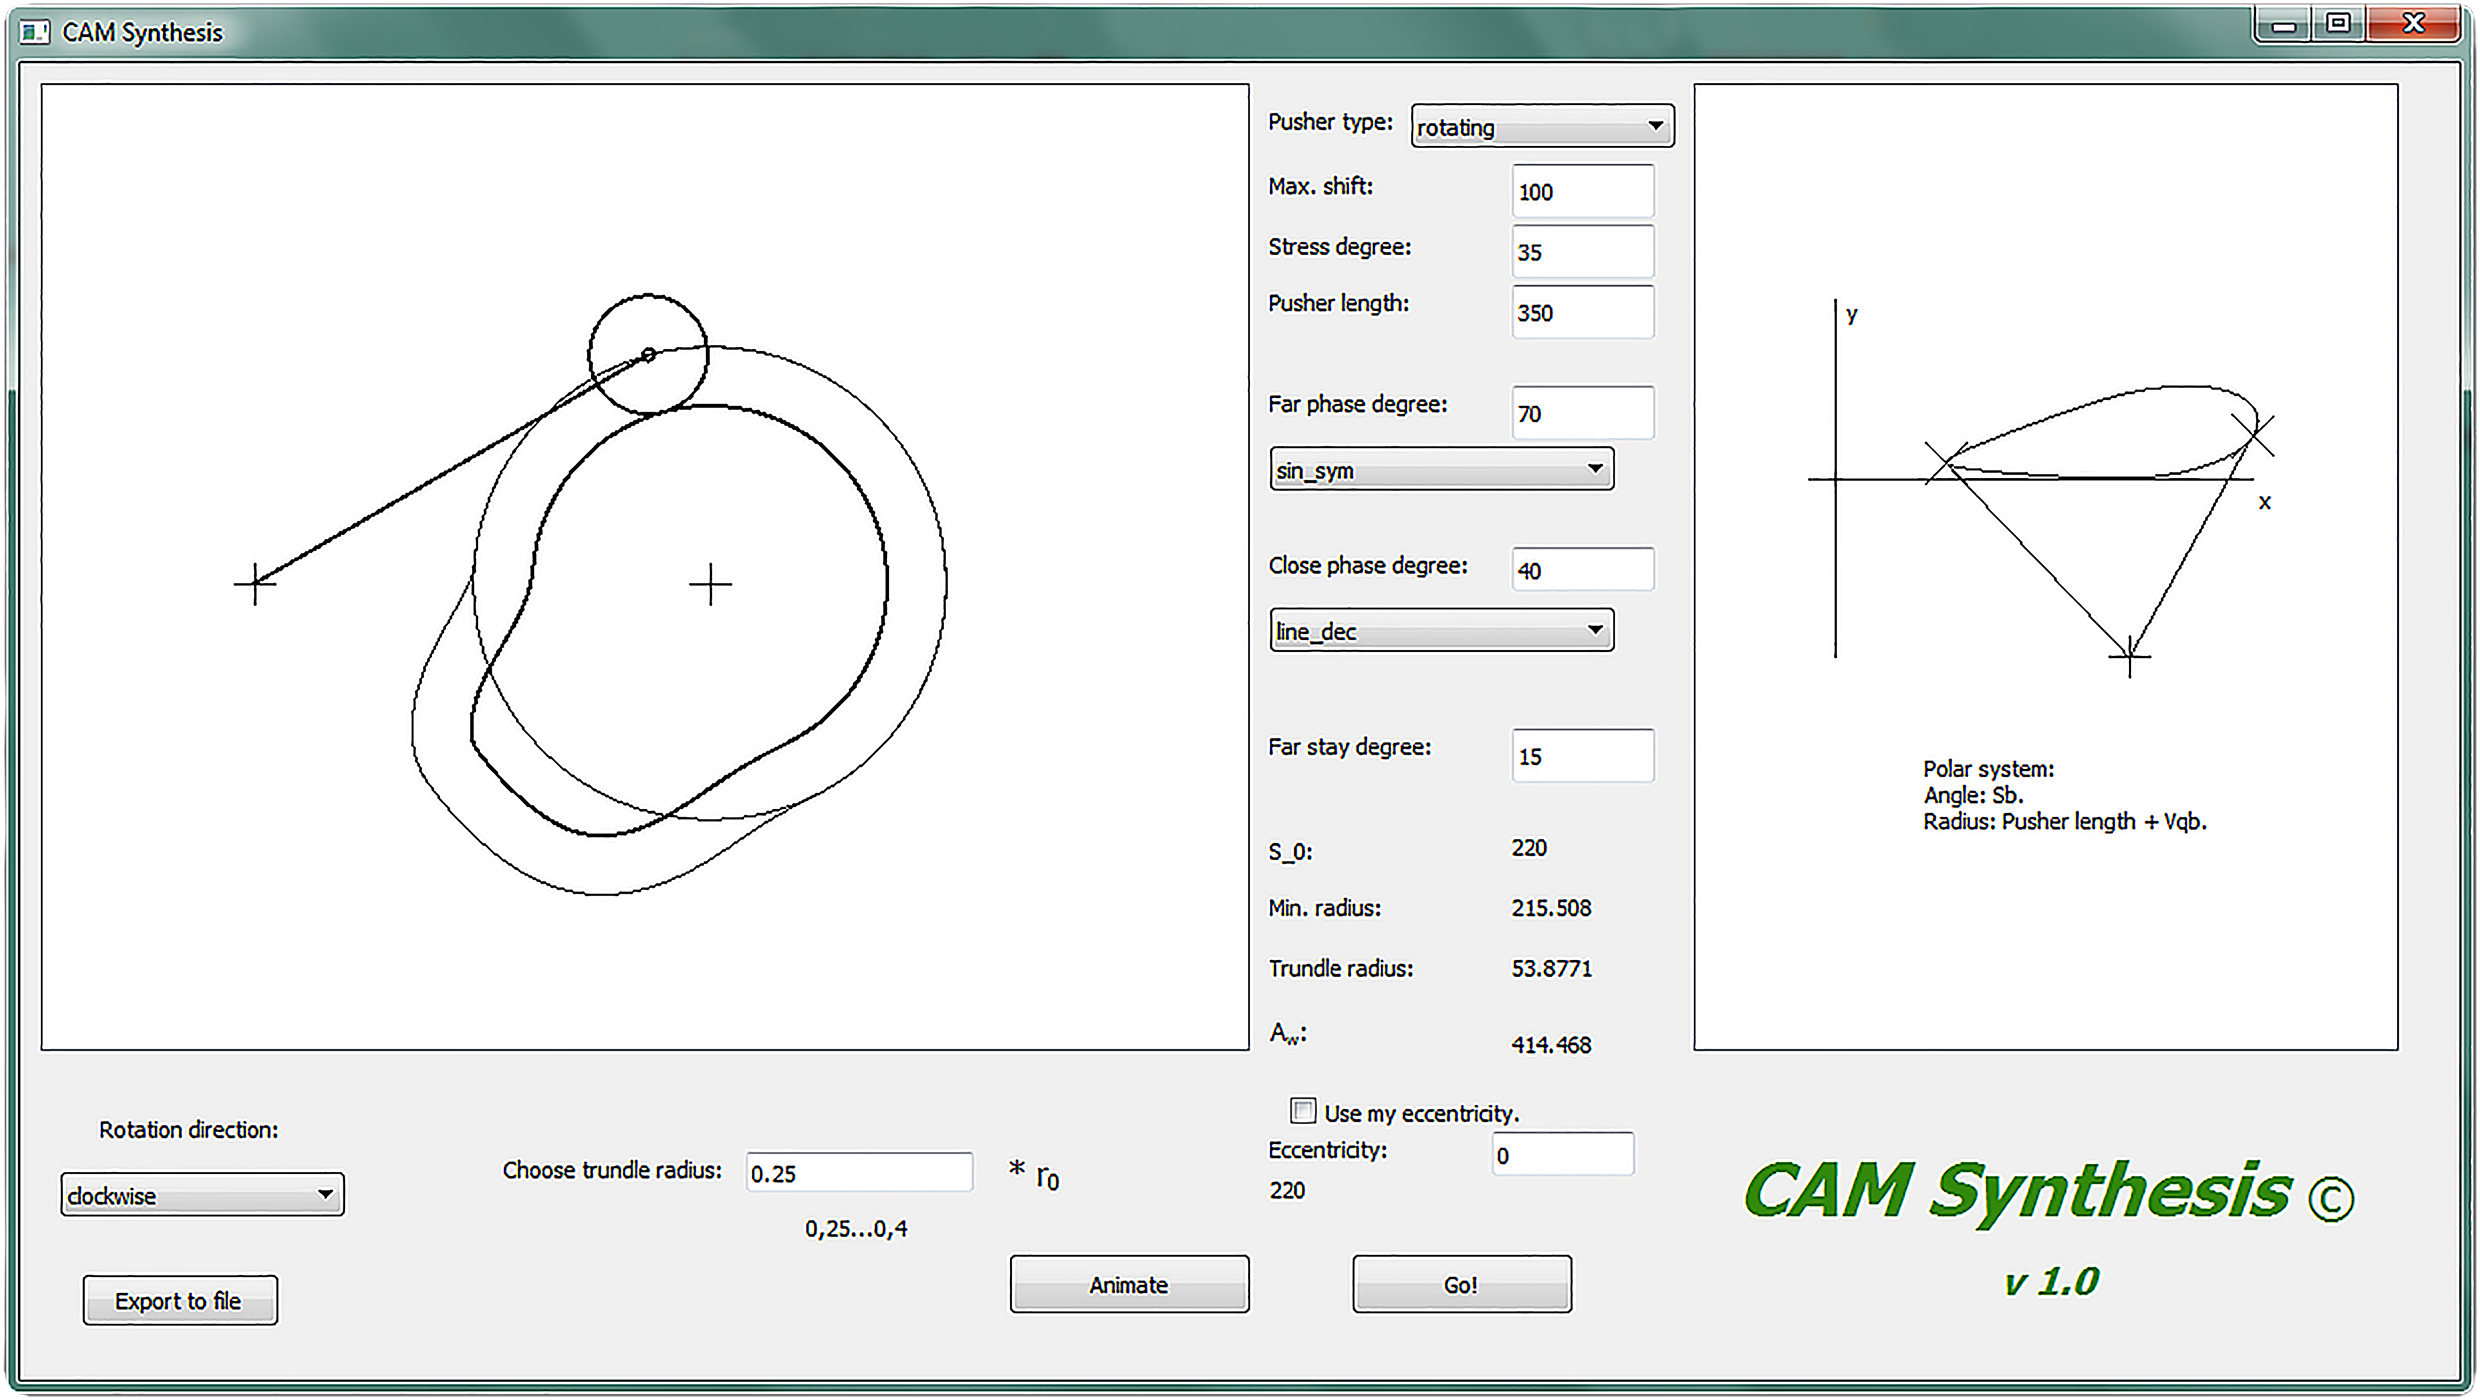 CAM Synthesis
Pusher type: rotating
Max. shift: 100
Stress degree: 35
Pusher length: 350
Far phase degree: 70
sin_sym
Close phase degree: 40
line_dec
Far stay degree: 15
S_0: 220
Min. radius: 215.508
Trundle radius: 53.8771
Aw: 414.468
Use my eccentricity.
Eccentricity: 0
220
y
x
Polar system:
Angle: Sb.
Radius: Pusher length + Vqb.
Rotation direction:
clockwise
Export to file
Choose trundle radius: 0.25 * r0
0,25...0,4
Animate
Go!
CAM Synthesis ©
v 1.0